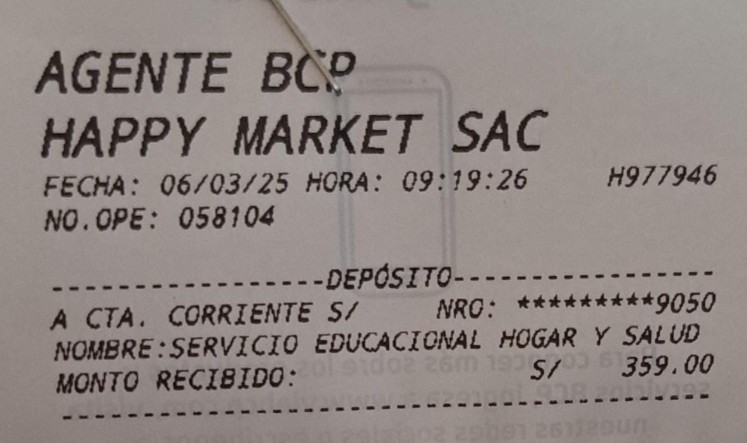 AGENTE BCP
HAPPY MARKET SAC
FECHA: 06/03/25 HORA: 09:19:26 H977946
NO.OPE: 058104
------------------DEPÓSITO------------------
A CTA. CORRIENTE S/ NRO: *********9050
NOMBRE:SERVICIO EDUCACIONAL HOGAR Y SALUD
MONTO RECIBIDO: S/ 359.00
--------------------------------------------